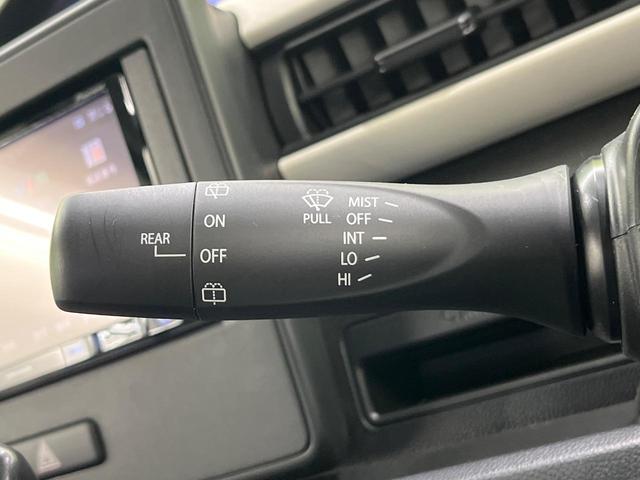 MIST
ON
PULL
OFF
REAR
OFF
INT
LO
HI